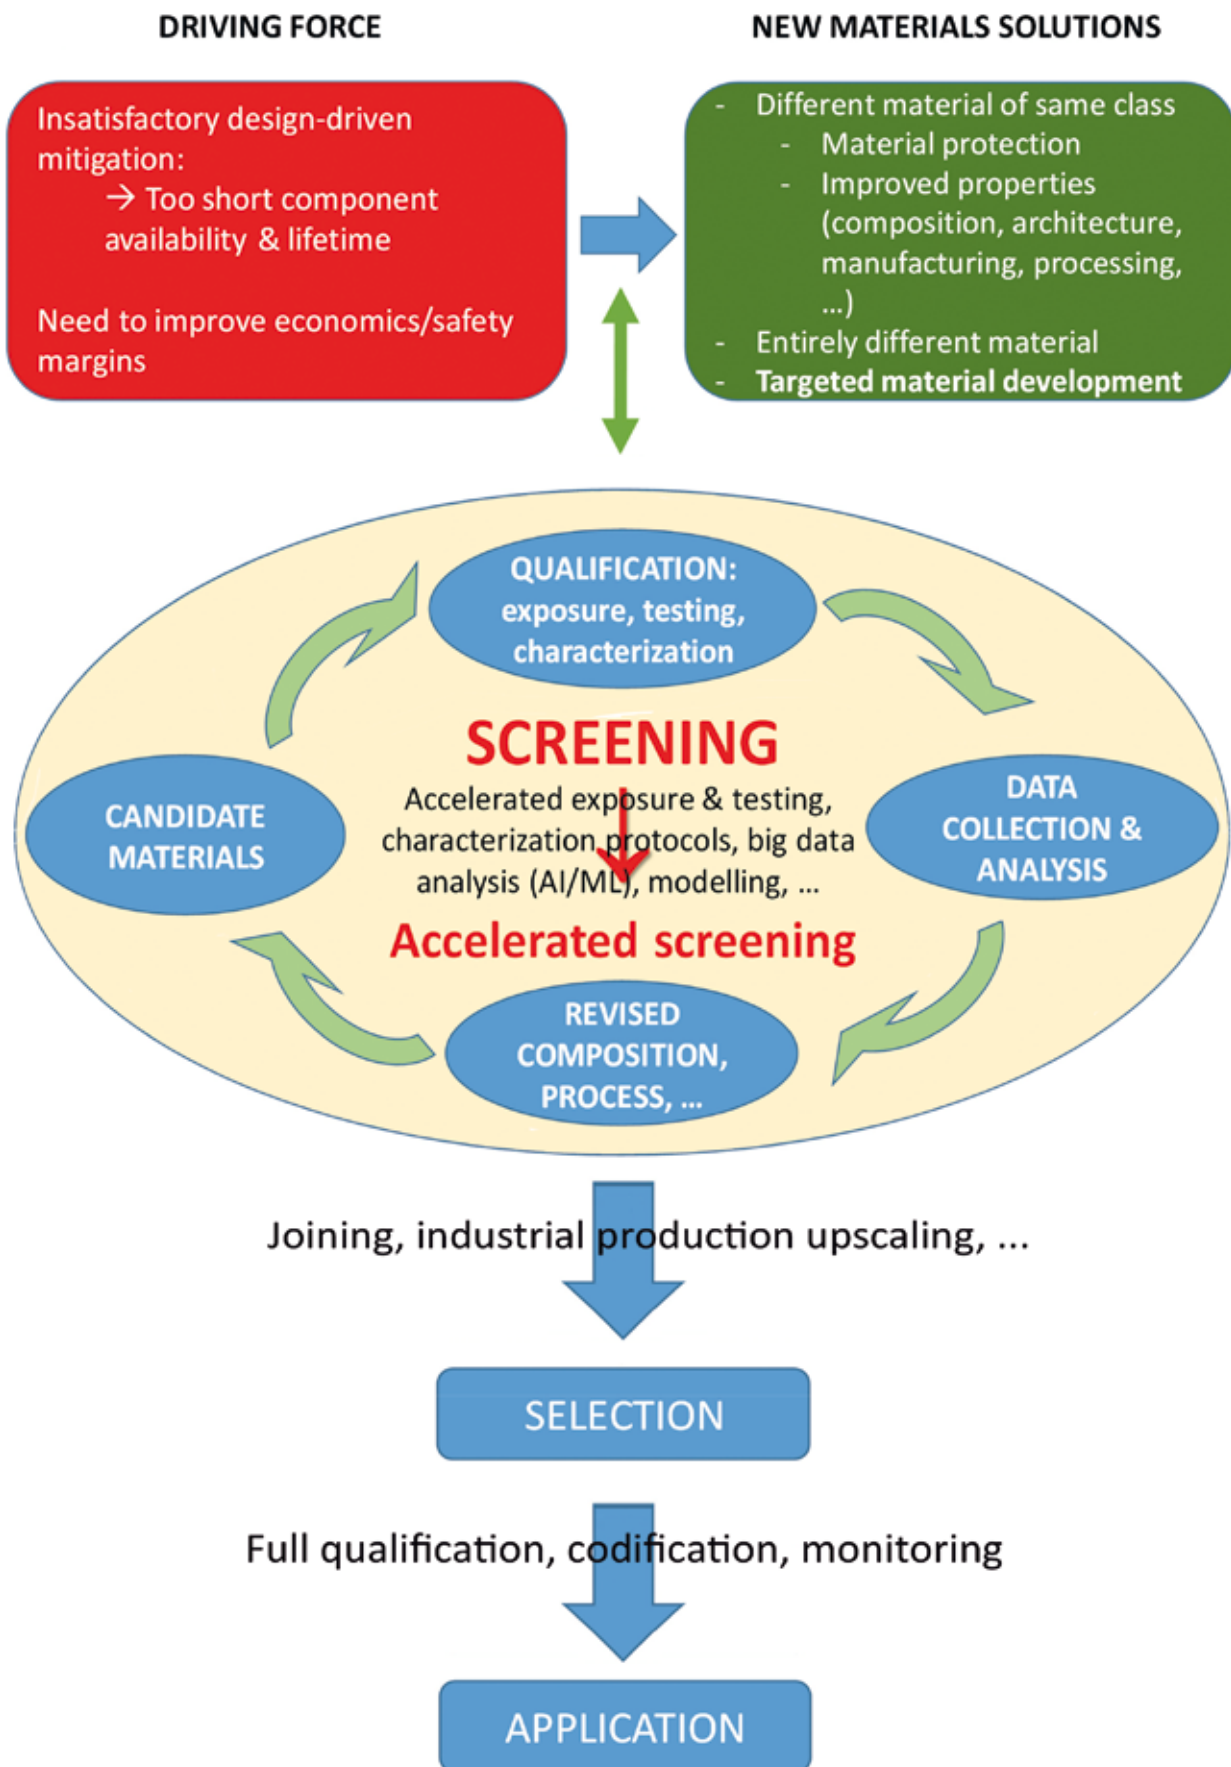 DRIVING FORCE
NEW MATERIALS SOLUTIONS
Insatisfactory design-driven
mitigation:
→ Too short component
availability & lifetime
Need to improve economics/safety
margins
- Different material of same class
- Material protection
- Improved properties
(composition, architecture,
manufacturing, processing,
...)
- Entirely different material
- Targeted material development
QUALIFICATION:
exposure, testing,
characterization
SCREENING
Accelerated exposure & testing,
characterization protocols, big data
analysis (AI/ML), modelling, ...
Accelerated screening
CANDIDATE
MATERIALS
DATA
COLLECTION &
ANALYSIS
REVISED
COMPOSITION,
PROCESS, ...
Joining, industrial production upscaling, ...
SELECTION
Full qualification, codification, monitoring
APPLICATION